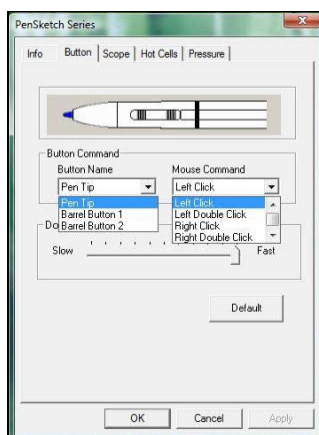 PenSketch Series
Info Button Scope Hot Cells Pressure
Button Command
Button Name Mouse Command
Pen Tip Left Click
Pen Tip Left Click
Barrel Button 1 Left Double Click
Do Barrel Button 2 Right Click
Right Double Click
Slow Fast
Default
OK Cancel Apply